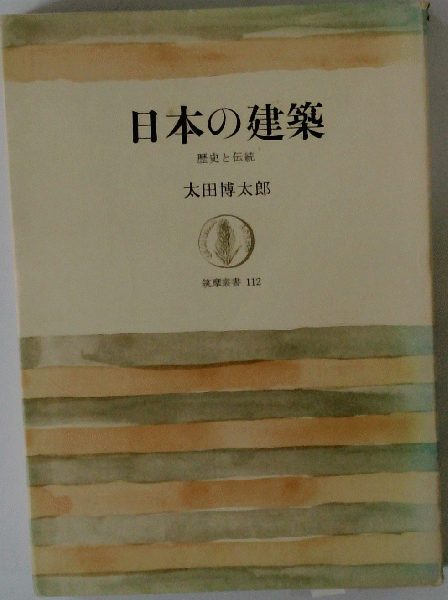 日本の建築
歴史と伝統
太田博太郎
筑摩叢書 112